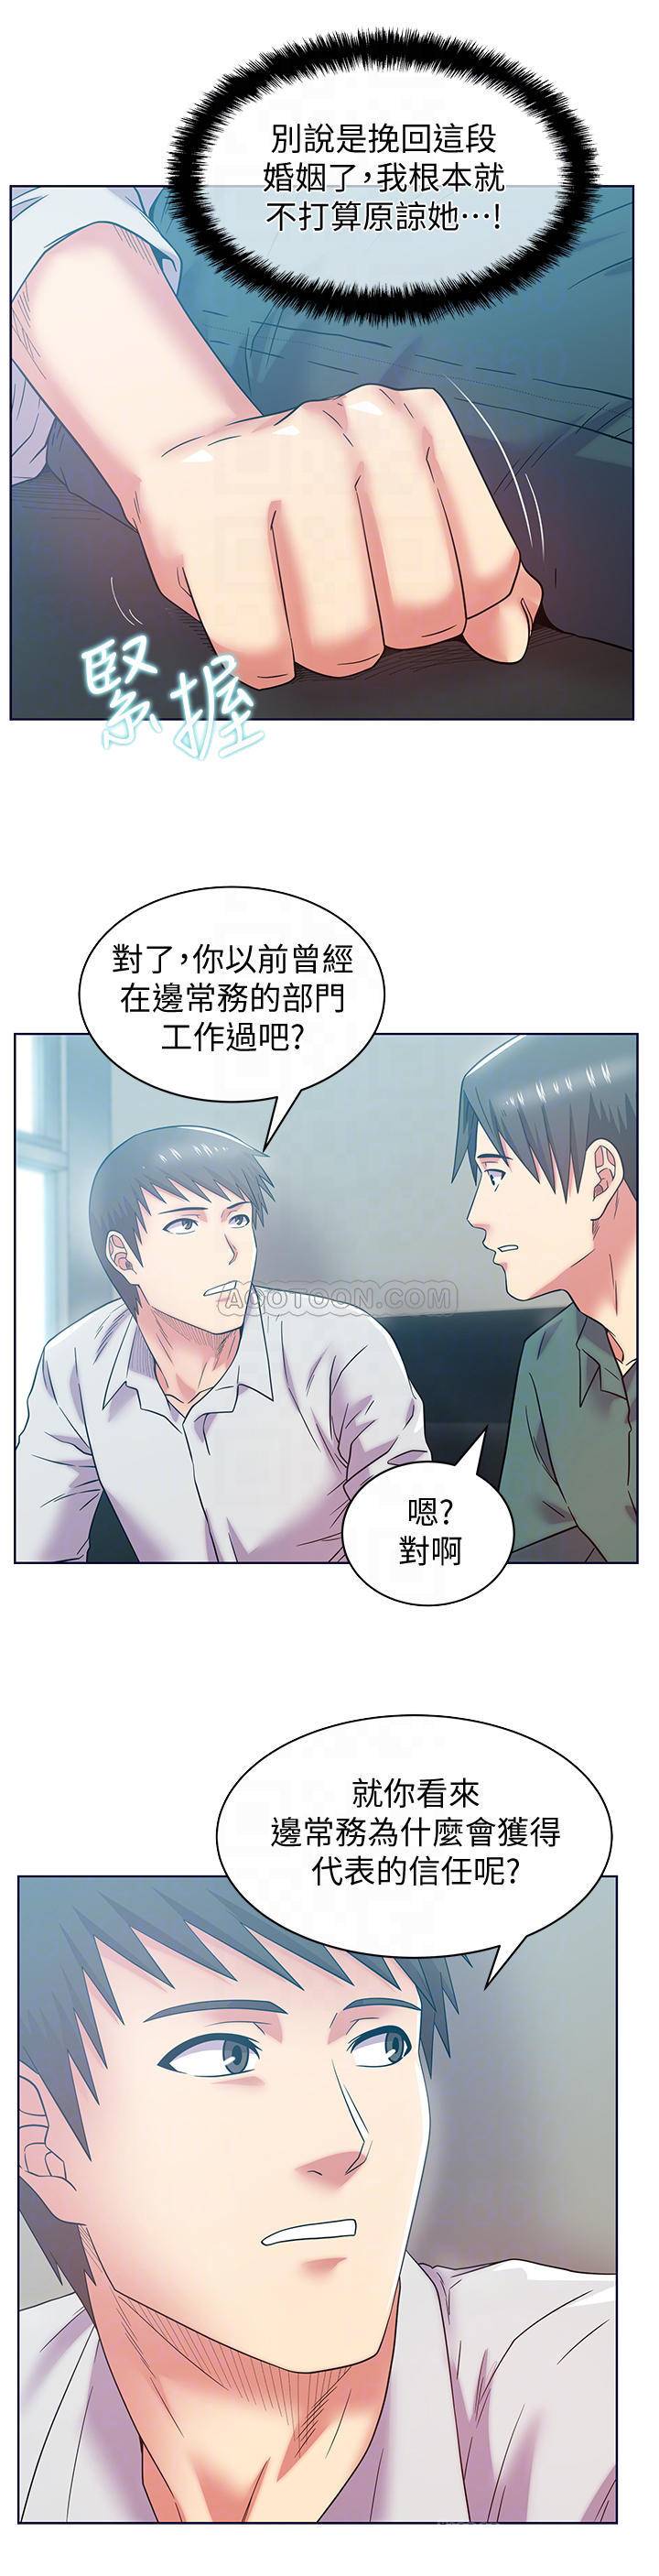 別說是挽回這段
婚姻了,我根本就
不打算原諒她⋯!
緊握
對了,你以前曾經
在邊常務的部門
工作過吧?
ACOTOON.COM
嗯?
對啊
就你看來
邊常務為什麼會獲得
代表的信任呢?